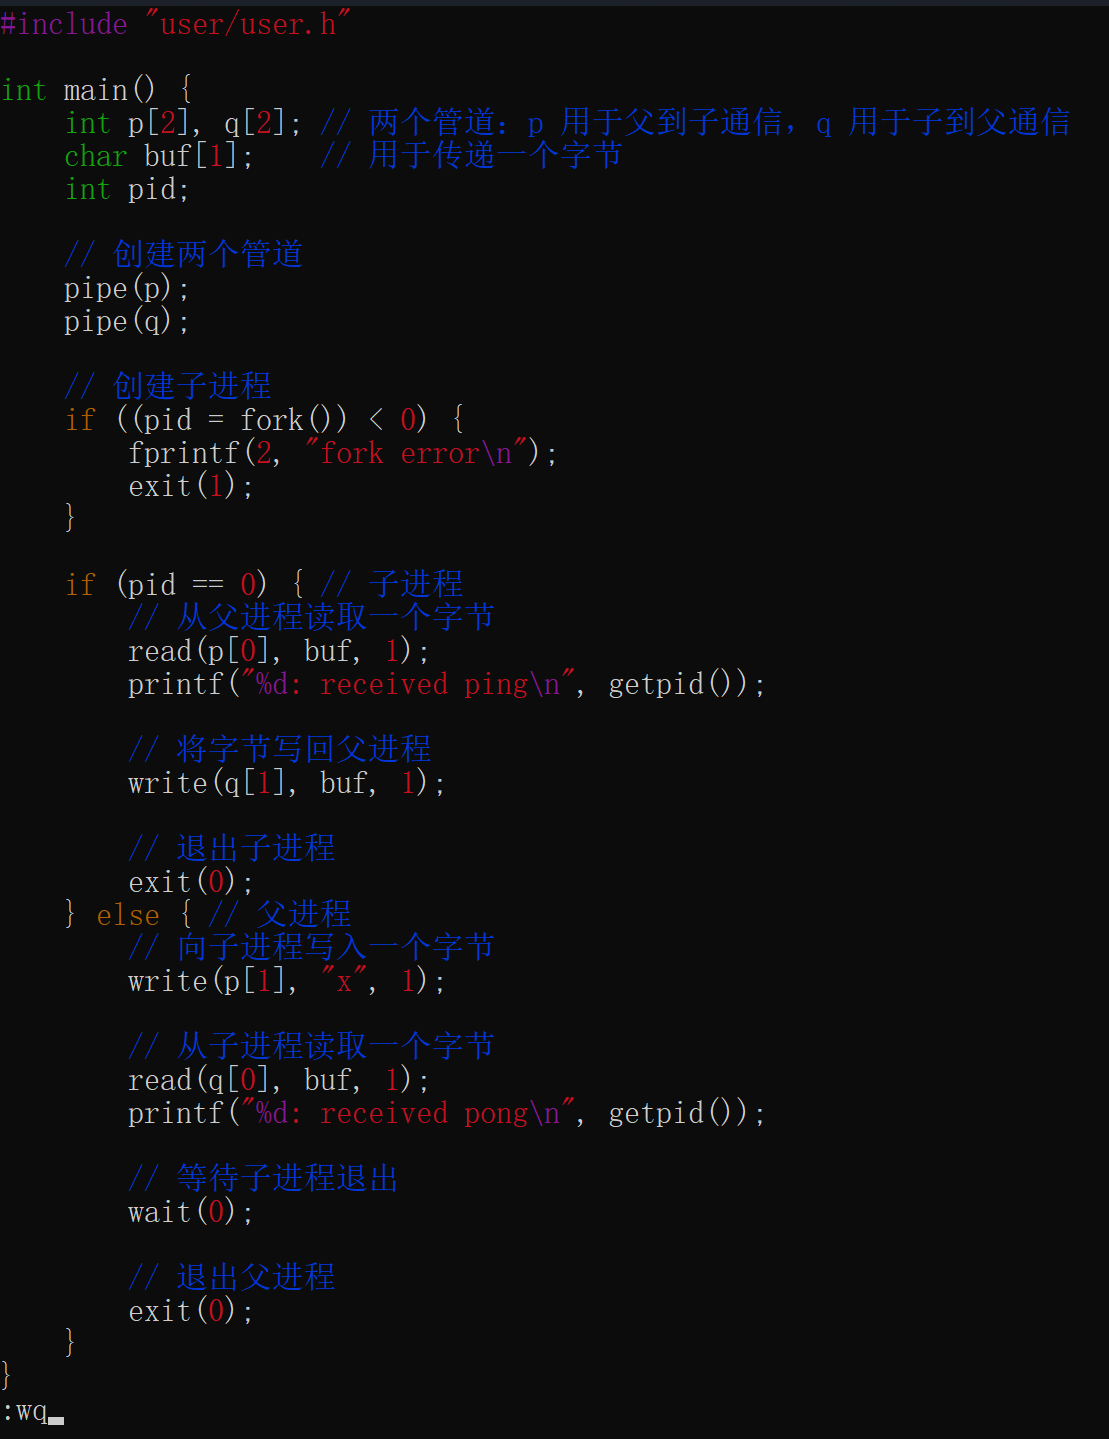 #include "user/user.h"

int main() {
    int p[2], q[2]; // 两个管道：p 用于父到子通信，q 用于子到父通信
    char buf[1];    // 用于传递一个字节
    int pid;

    // 创建两个管道
    pipe(p);
    pipe(q);

    // 创建子进程
    if ((pid = fork()) < 0) {
        fprintf(2, "fork error\n");
        exit(1);
    }

    if (pid == 0) { // 子进程
        // 从父进程读取一个字节
        read(p[0], buf, 1);
        printf("%d: received ping\n", getpid());

        // 将字节写回父进程
        write(q[1], buf, 1);

        // 退出子进程
        exit(0);
    } else { // 父进程
        // 向子进程写入一个字节
        write(p[1], "x", 1);

        // 从子进程读取一个字节
        read(q[0], buf, 1);
        printf("%d: received pong\n", getpid());

        // 等待子进程退出
        wait(0);

        // 退出父进程
        exit(0);
    }
}
:wq